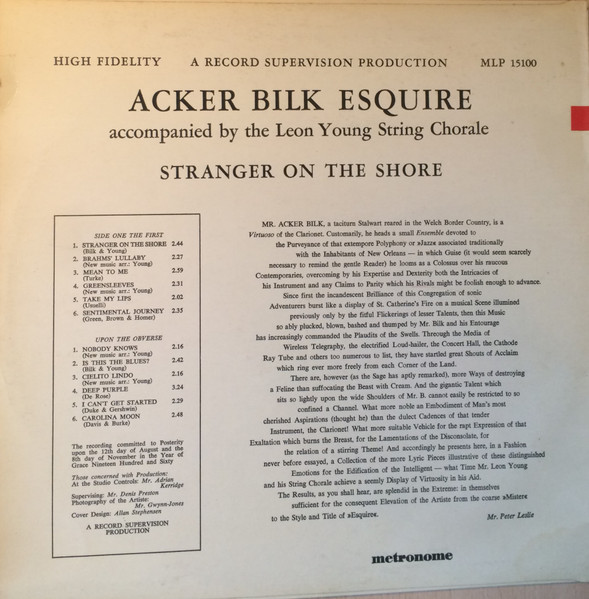 HIGH FIDELITY A RECORD SUPERVISION PRODUCTION MLP 15100
ACKER BILK ESQUIRE
accompanied by the Leon Young String Chorale
STRANGER ON THE SHORE
SIDE ONE THE FIRST
1. STRANGER ON THE SHORE 2.44
(Bilk & Young)
2. BRAHMS' LULLABY 2.27
(New music arr.: Young)
3. MEAN TO ME 2.59
(Turks)
4. GREENSLEEVES 2.31
(New music arr.: Young)
5. TAKE MY LIPS 2.02
(Usuelli)
6. SENTIMENTAL JOURNEY 2.35
(Green, Brown & Homer)
UPON THE OBVERSE
1. NOBODY KNOWS 2.16
(New music arr.: Young)
2. IS THIS THE BLUES? 2.42
(Bilk & Young)
3. CIELITO LINDO 2.16
(New music arr.: Young)
4. DEEP PURPLE 3.24
(De Rose)
5. I CAN'T GET STARTED 2.29
(Duke & Gershwin)
6. CAROLINA MOON 2.48
(Davis & Burke)
The recording committed to Posterity
upon the 12th day of August and the
8th day of November in the Year of
Grace Nineteen Hundred and Sixty
Those concerned with Production:
At the Studio Controls: Mr. Adrian
Kerridge
Supervising: Mr. Denis Preston
Photography of the Artiste:
Mr. Gwynn-Jones
Cover Design: Allan Stephenson
A RECORD SUPERVISION
PRODUCTION
MR. ACKER BILK, a taciturn Stalwart reared in the Welch Border Country, is a
Virtuoso of the Clarionet. Customarily, he heads a small Ensemble devoted to
the Purveyance of that extempore Polyphony or »Jazz« associated traditionally
with the Inhabitants of New Orleans — in which Guise (it would seem scarcely
necessary to remind the gentle Reader) he looms as a Colossus over his raucous
Contemporaries, overcoming by his Expertise and Dexterity both the Intricacies of
his Instrument and any Claims to Parity which his Rivals might be foolish enough to advance.
Since first the incandescent Brilliance of this Congregation of sonic
Adventurers burst like a display of St. Catherine's Fire on a musical Scene illumined
previously only by the fitful Flickerings of lesser Talents, then this Music
so ably plucked, blown, bashed and thumped by Mr. Bilk and his Entourage
has increasingly commanded the Plaudits of the Swells. Through the Media of
Wireless Telegraphy, the electrified Loud-hailer, the Concert Hall, the Cathode
Ray Tube and others too numerous to list, they have startled great Shouts of Acclaim
which ring ever more freely from each Corner of the Land.
There are, however (as the Sage has aptly remarked), more Ways of destroying
a Feline than suffocating the Beast with Cream. And the gigantic Talent which
sits so lightly upon the wide Shoulders of Mr. B. cannot easily be restricted to so
confined a Channel. What more noble an Embodiment of Man's most
cherished Aspirations (thought he) than the dulcet Cadences of that tender
Instrument, the Clarionet! What more suitable Vehicle for the rapt Expression of that
Exaltation which burns the Breast, for the Lamentations of the Disconsolate, for
the relation of a stirring Theme! And accordingly he presents here, in a Fashion
never before essayed, a Collection of the more Lyric Pieces illustrative of these distinguished
Emotions for the Edification of the Intelligent — what Time Mr. Leon Young
and his String Chorale achieve a seemly Display of Virtuosity in his Aid.
The Results, as you shall hear, are splendid in the Extreme: in themselves
sufficient for the consequent Elevation of the Artiste from the coarse »Mister«
to the Style and Title of »Esquire«.
Mr. Peter Leslie
metronome